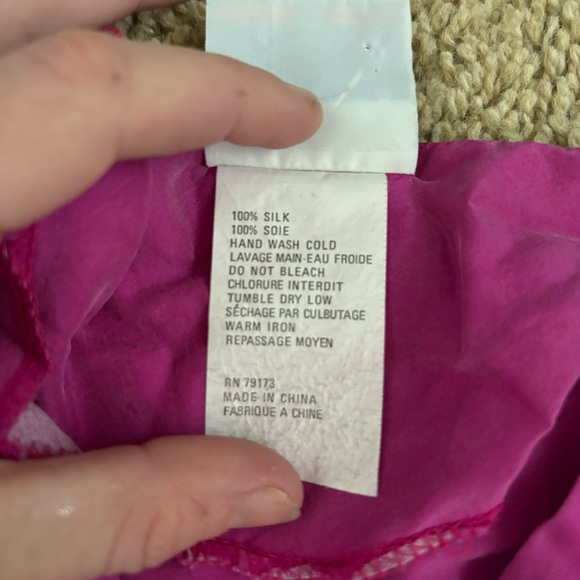 100% SILK
100% SOIE
HAND WASH COLD
LAVAGE MAIN-EAU FROIDE
DO NOT BLEACH
CHLORURE INTERDIT
TUMBLE DRY LOW
SÉCHAGE PAR CULBUTAGE
WARM IRON
REPASSAGE MOYEN
RN 79173
MADE IN CHINA
FABRIQUE A CHINE